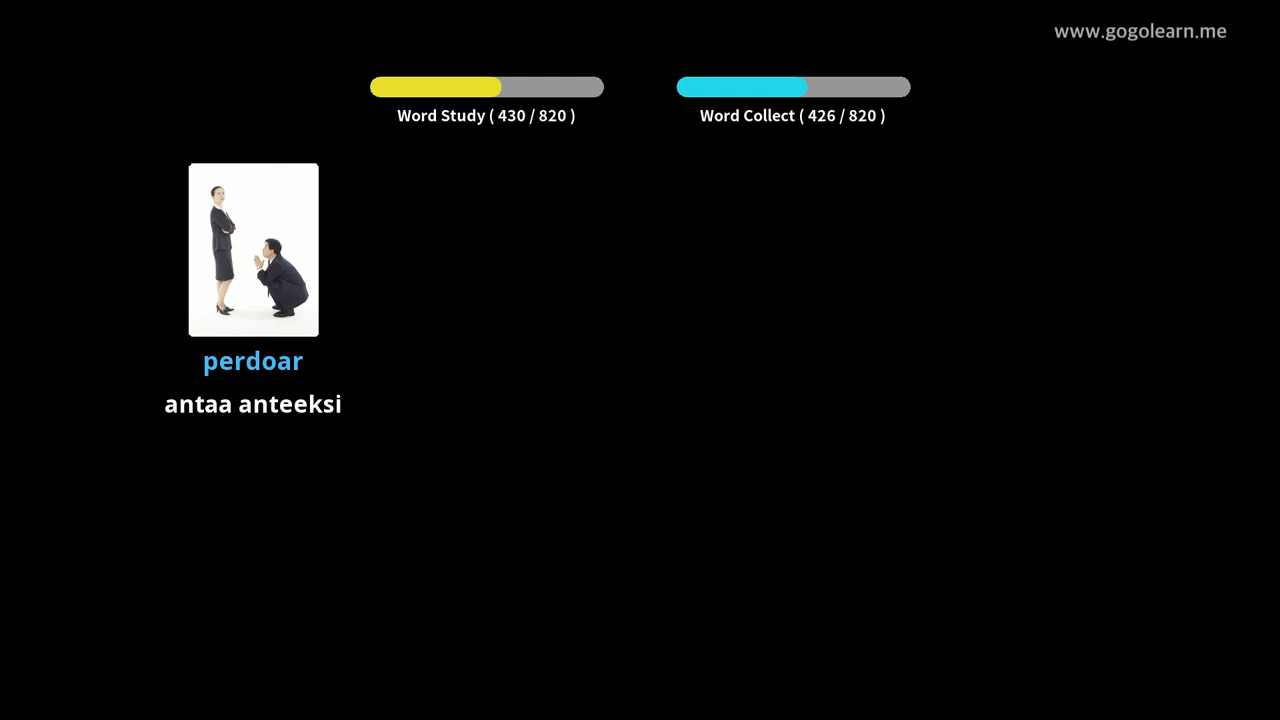 www.gogolearn.me
Word Study ( 430 / 820 )
Word Collect ( 426 / 820 )
perdoar
antaa anteeksi